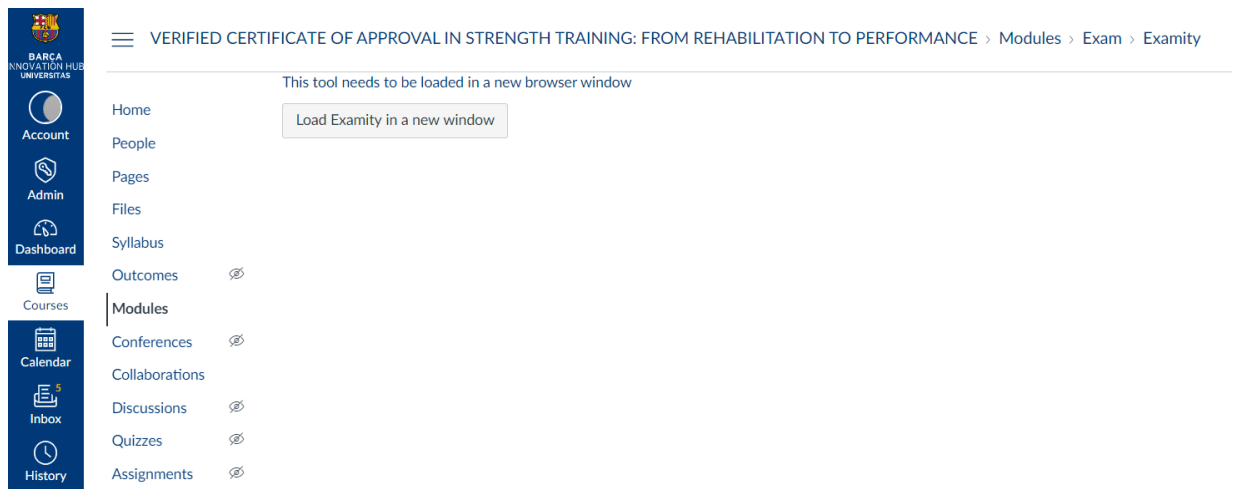 BARÇA
INNOVATION HUB
UNIVERSITAS
Account
Admin
Dashboard
Courses
Calendar
5
Inbox
History
VERIFIED CERTIFICATE OF APPROVAL IN STRENGTH TRAINING: FROM REHABILITATION TO PERFORMANCE > Modules > Exam > Examity
Home
People
Pages
Files
Syllabus
Outcomes
Modules
Conferences
Collaborations
Discussions
Quizzes
Assignments
This tool needs to be loaded in a new browser window
Load Examity in a new window